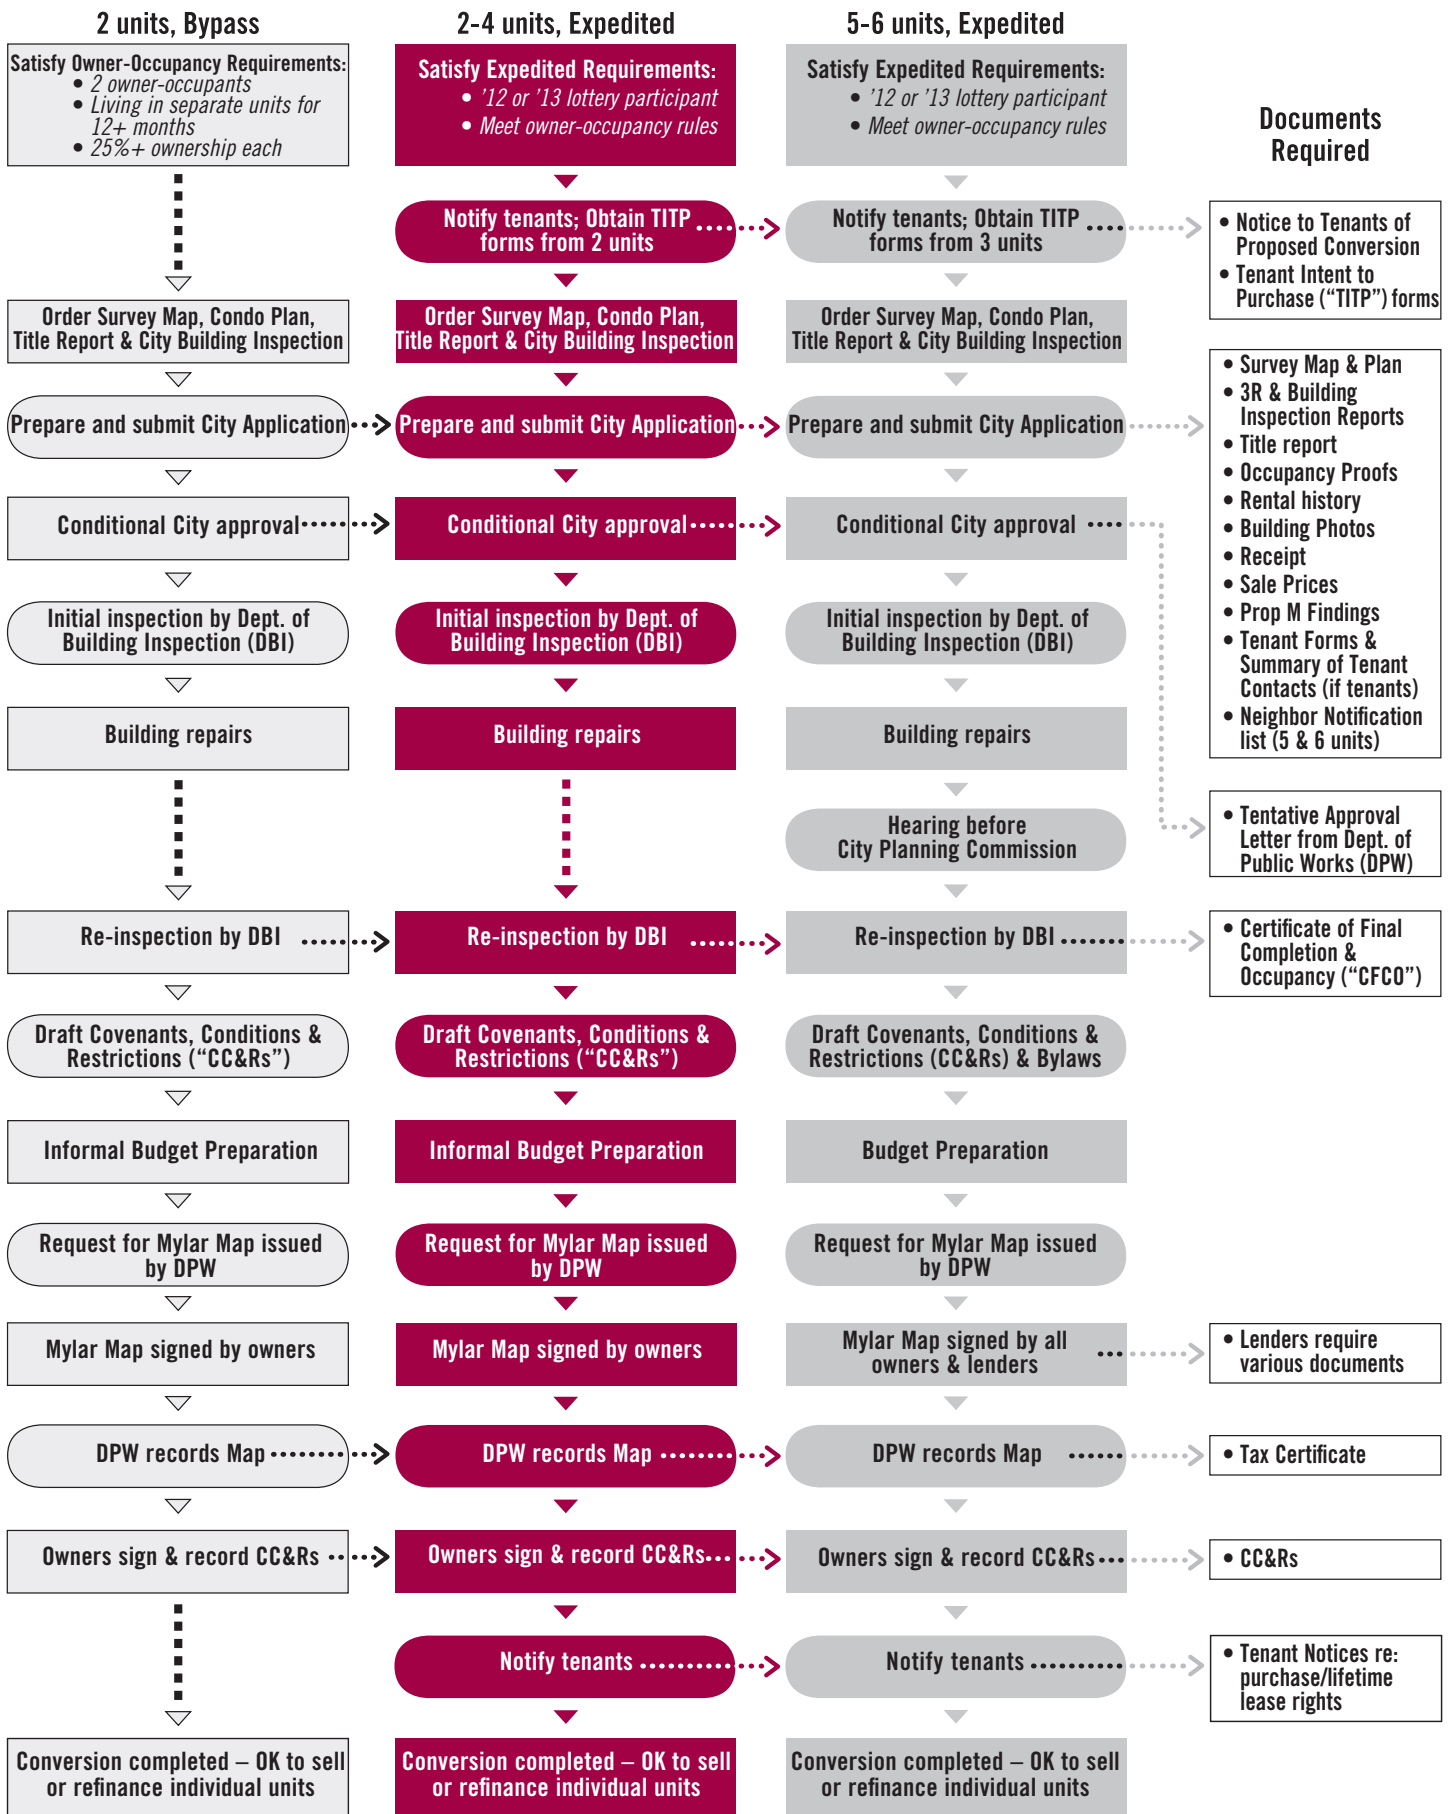 2 units, Bypass
Satisfy Owner-Occupancy Requirements:
• 2 owner-occupants
• Living in separate units for
12+ months
• 25%+ ownership each
Order Survey Map, Condo Plan,
Title Report & City Building Inspection
Prepare and submit City Application
Conditional City approval
Initial inspection by Dept. of
Building Inspection (DBI)
Building repairs
Re-inspection by DBI
Draft Covenants, Conditions &
Restrictions (“CC&Rs”)
Informal Budget Preparation
Request for Mylar Map issued
by DPW
Mylar Map signed by owners
DPW records Map
Owners sign & record CC&Rs
Conversion completed – OK to sell
or refinance individual units
2-4 units, Expedited
Satisfy Expedited Requirements:
• ’12 or ’13 lottery participant
• Meet owner-occupancy rules
Notify tenants; Obtain TITP
forms from 2 units
Order Survey Map, Condo Plan,
Title Report & City Building Inspection
Prepare and submit City Application
Conditional City approval
Initial inspection by Dept. of
Building Inspection (DBI)
Building repairs
Re-inspection by DBI
Draft Covenants, Conditions &
Restrictions (“CC&Rs”)
Informal Budget Preparation
Request for Mylar Map issued
by DPW
Mylar Map signed by owners
DPW records Map
Owners sign & record CC&Rs
Notify tenants
Conversion completed – OK to sell
or refinance individual units
5-6 units, Expedited
Satisfy Expedited Requirements:
• ’12 or ’13 lottery participant
• Meet owner-occupancy rules
Notify tenants; Obtain TITP
forms from 3 units
Order Survey Map, Condo Plan,
Title Report & City Building Inspection
Prepare and submit City Application
Conditional City approval
Initial inspection by Dept. of
Building Inspection (DBI)
Building repairs
Hearing before
City Planning Commission
Re-inspection by DBI
Draft Covenants, Conditions &
Restrictions (CC&Rs) & Bylaws
Budget Preparation
Request for Mylar Map issued
by DPW
Mylar Map signed by all
owners & lenders
DPW records Map
Owners sign & record CC&Rs
Notify tenants
Conversion completed – OK to sell
or refinance individual units
Documents
Required
• Notice to Tenants of
Proposed Conversion
• Tenant Intent to
Purchase (“TITP”) forms
• Survey Map & Plan
• 3R & Building
Inspection Reports
• Title report
• Occupancy Proofs
• Rental history
• Building Photos
• Receipt
• Sale Prices
• Prop M Findings
• Tenant Forms &
Summary of Tenant
Contacts (if tenants)
• Neighbor Notification
list (5 & 6 units)
• Tentative Approval
Letter from Dept. of
Public Works (DPW)
• Certificate of Final
Completion &
Occupancy (“CFCO”)
• Lenders require
various documents
• Tax Certificate
• CC&Rs
• Tenant Notices re:
purchase/lifetime
lease rights